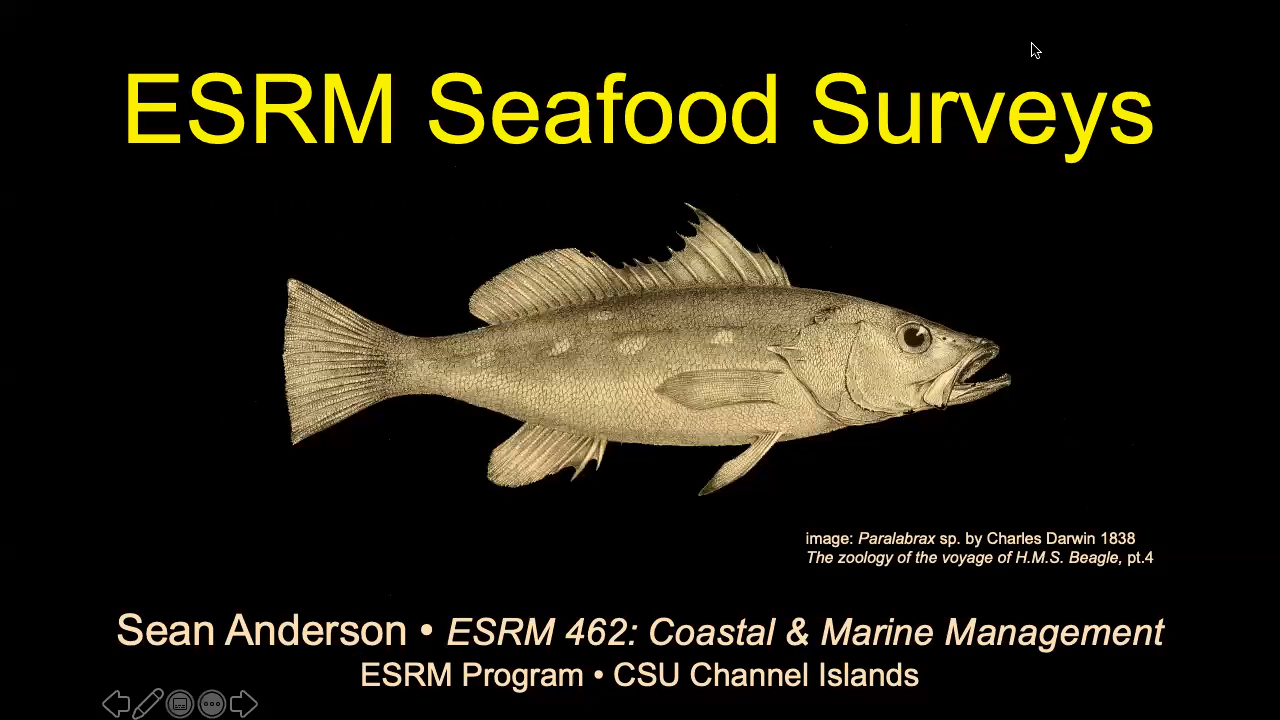 ESRM Seafood Surveys
image: Paralabrax sp. by Charles Darwin 1838
The zoology of the voyage of H.M.S. Beagle, pt.4
Sean Anderson • ESRM 462: Coastal & Marine Management
ESRM Program • CSU Channel Islands